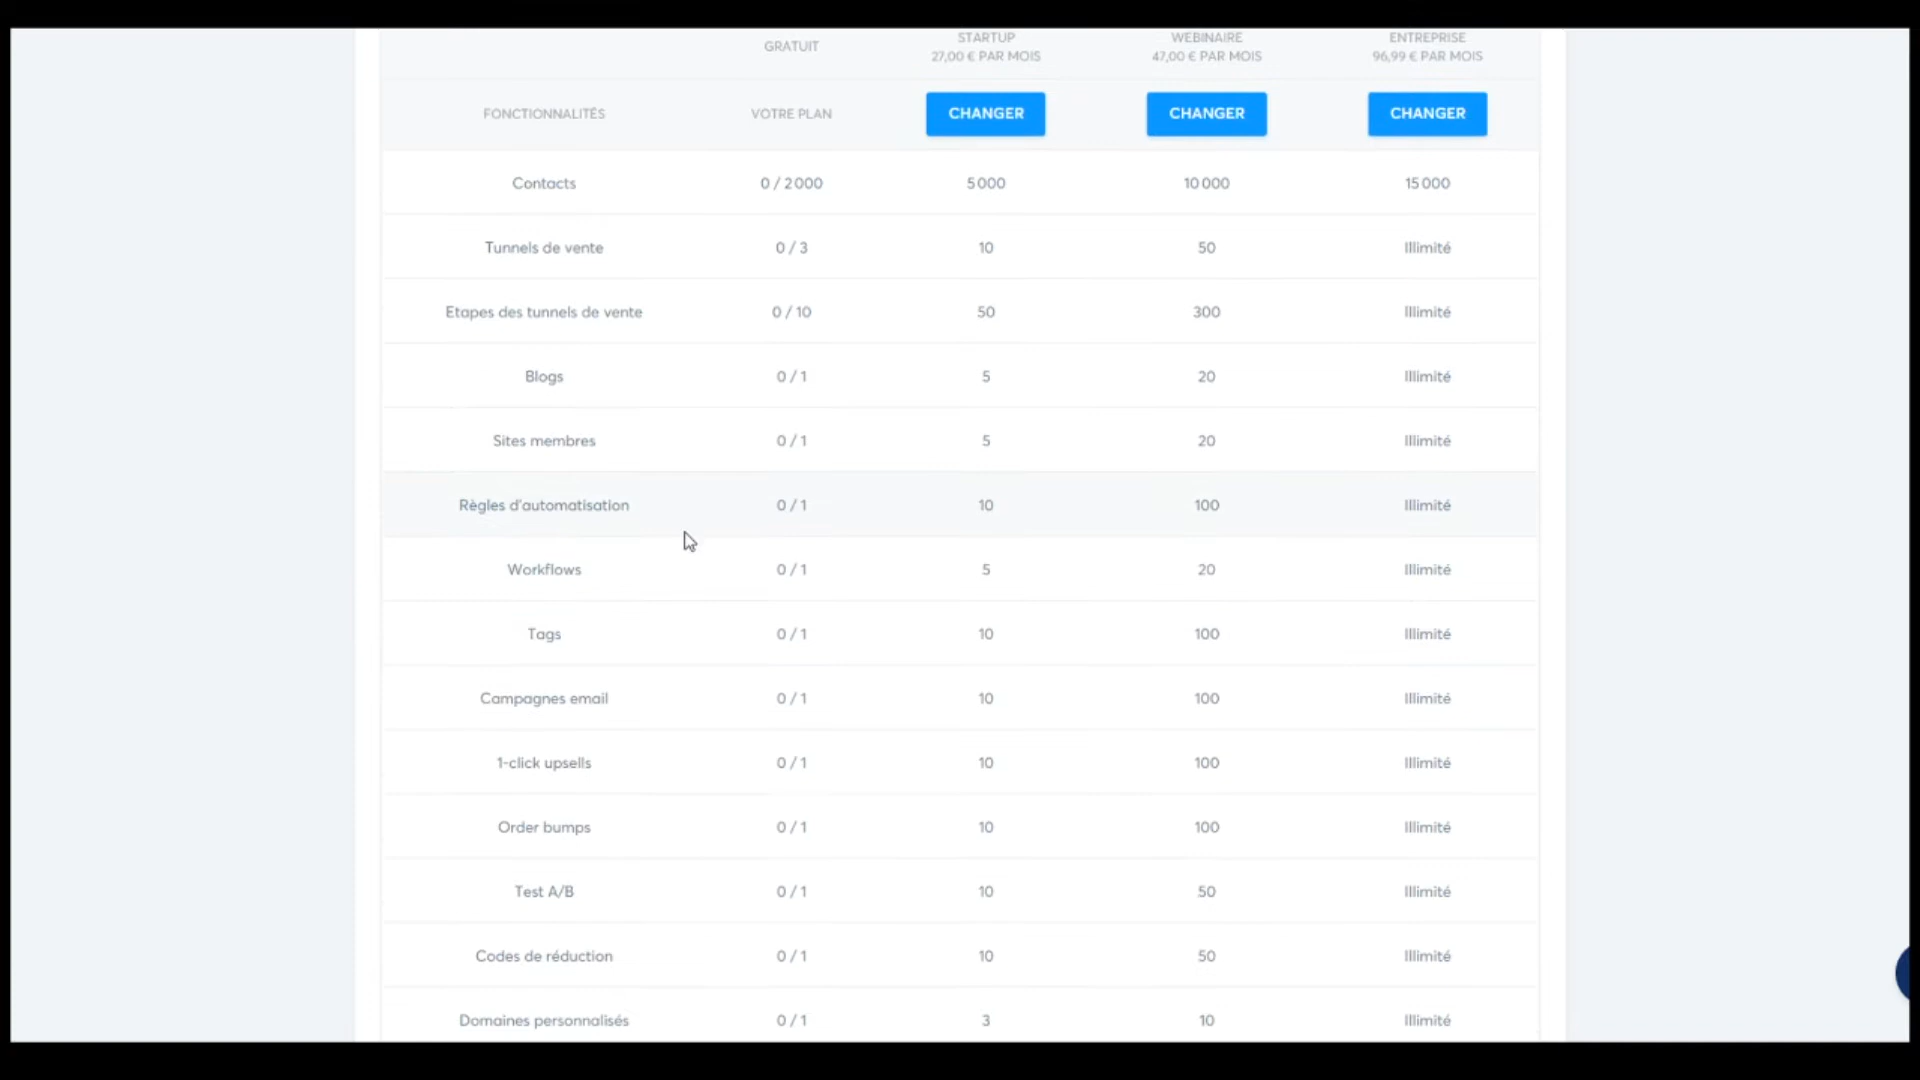 GRATUIT STARTUP WEBINAIRE ENTREPRISE
27,00 € PAR MOIS 47,00 € PAR MOIS 96,99 € PAR MOIS
FONCTIONNALITÉS VOTRE PLAN CHANGER CHANGER CHANGER
Contacts 0 / 2 000 5 000 10 000 15 000
Tunnels de vente 0 / 3 10 50 Illimité
Etapes des tunnels de vente 0 / 10 50 300 Illimité
Blogs 0 / 1 5 20 Illimité
Sites membres 0 / 1 5 20 Illimité
Règles d'automatisation 0 / 1 10 100 Illimité
Workflows 0 / 1 5 20 Illimité
Tags 0 / 1 10 100 Illimité
Campagnes email 0 / 1 10 100 Illimité
1-click upsells 0 / 1 10 100 Illimité
Order bumps 0 / 1 10 100 Illimité
Test A/B 0 / 1 10 50 Illimité
Codes de réduction 0 / 1 10 50 Illimité
Domaines personnalisés 0 / 1 3 10 Illimité